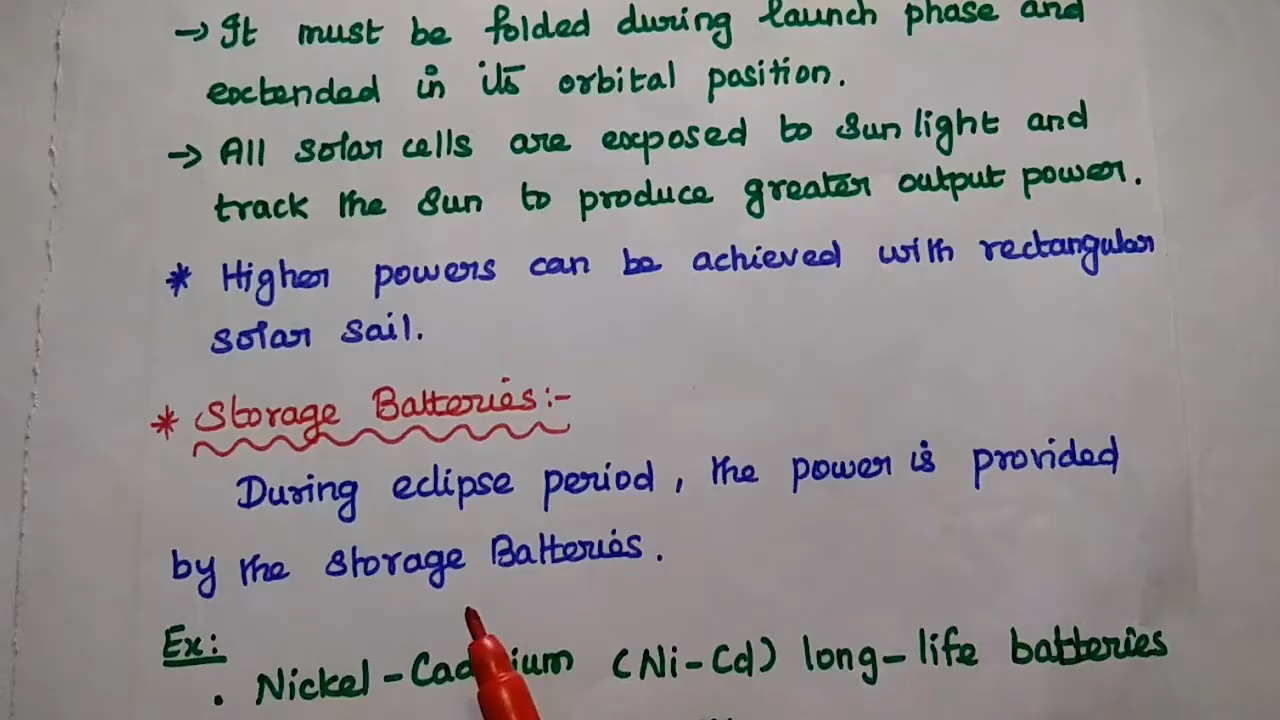 → It must be folded during launch phase and
extended in its orbital position.
→ All solar cells are exposed to Sun light and
track the Sun to produce greater output power.
* Higher powers can be achieved with rectangular
solar sail.
* Storage Batteries:-
During eclipse period, the power is provided
by the storage Batteries.
Ex:
. Nickel-Cadmium (Ni-Cd) long-life batteries